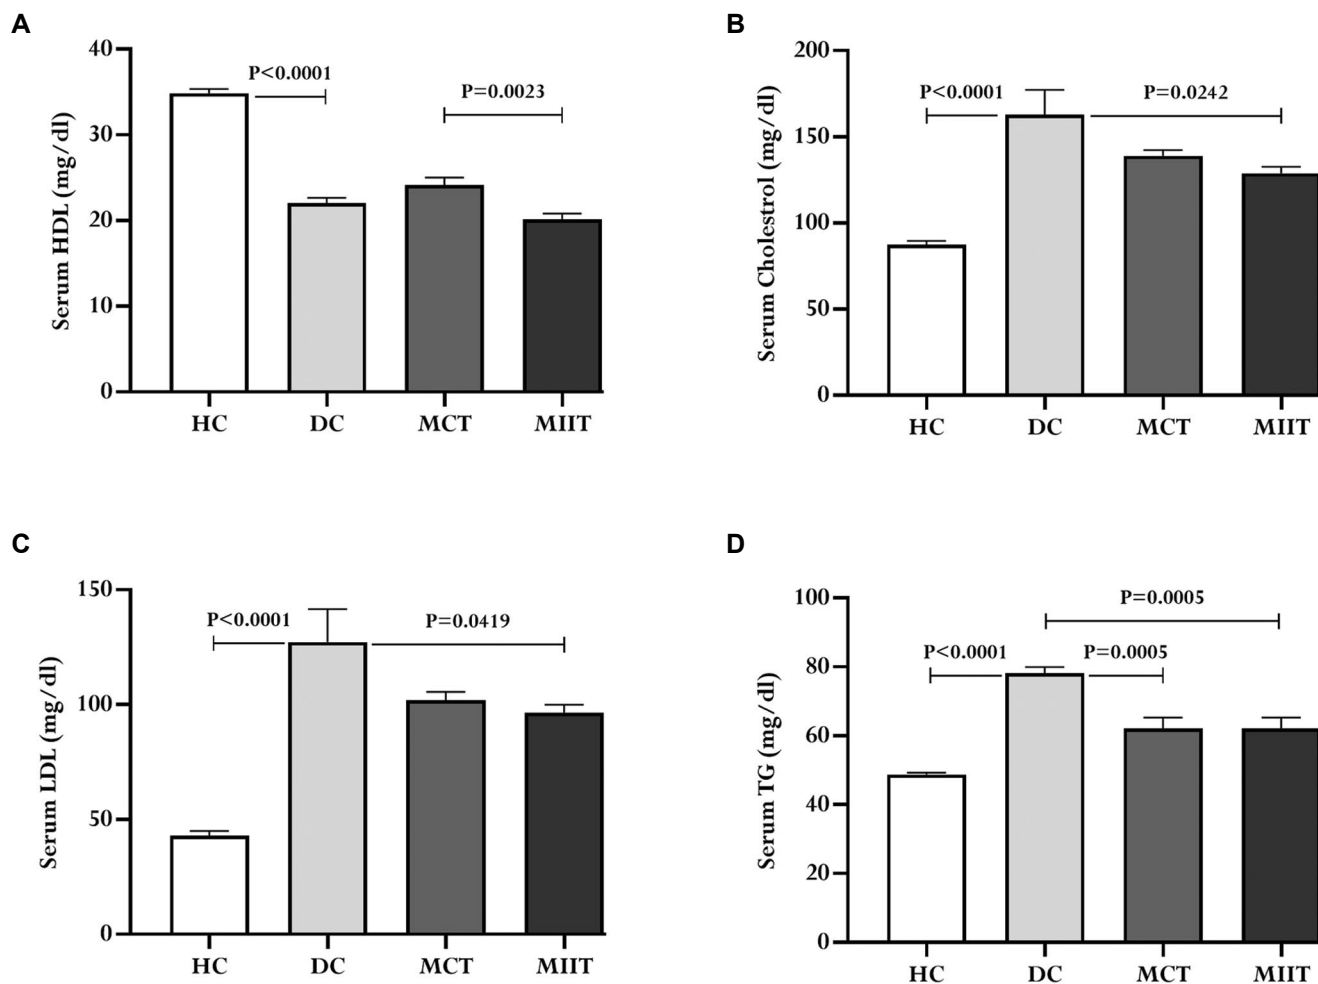 A
Serum HDL (mg/dl)
40
30
20
10
0
P<0.0001
P=0.0023
HC DC MCT MIIT
B
Serum Cholestrol (mg/dl)
200
150
100
50
0
P<0.0001
P=0.0242
HC DC MCT MIIT
C
Serum LDL (mg/dl)
150
100
50
0
P<0.0001
P=0.0419
HC DC MCT MIIT
D
Serum TG (mg/dl)
100
80
60
40
20
0
P=0.0005
P<0.0001
P=0.0005
HC DC MCT MIIT